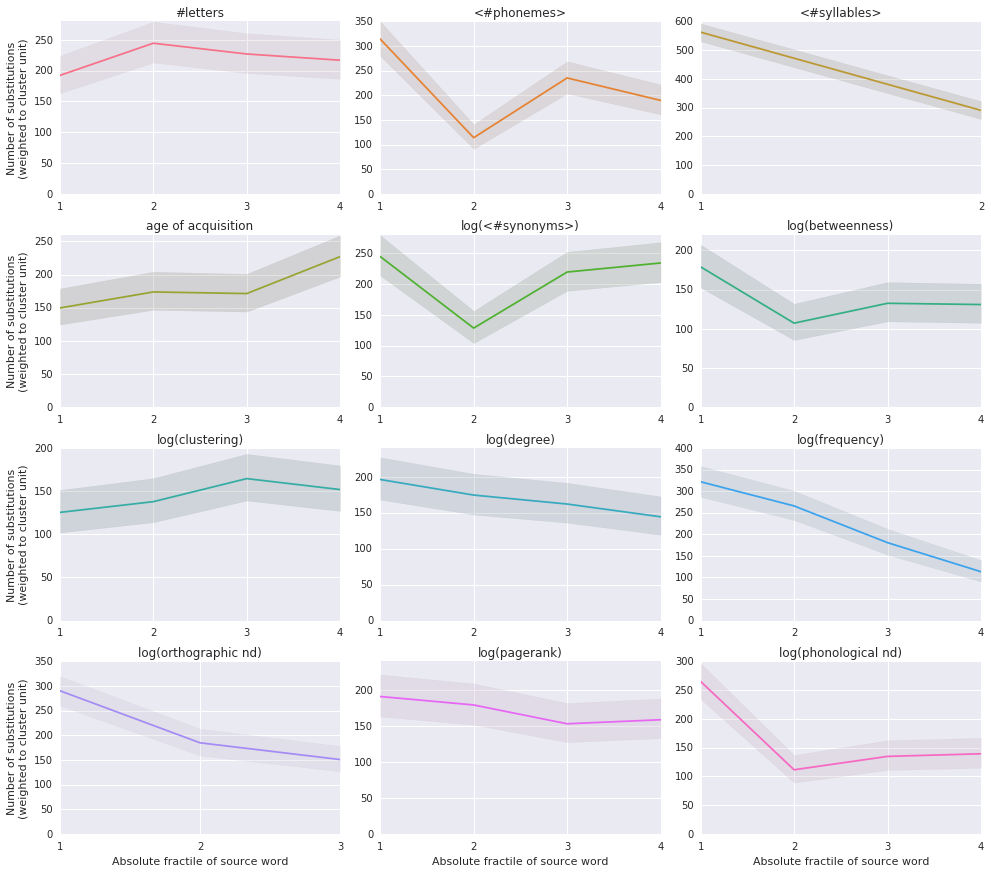 #letters
<#phonemes>
<#syllables>
Number of substitutions
(weighted to cluster unit)
250
200
150
100
50
0
1 2 3 4
350
300
250
200
150
100
50
0
1 2 3 4
600
500
400
300
200
100
0
1 2
age of acquisition
log(<#synonyms>)
log(betweenness)
Number of substitutions
(weighted to cluster unit)
250
200
150
100
50
0
1 2 3 4
250
200
150
100
50
0
1 2 3 4
200
150
100
50
0
1 2 3 4
log(clustering)
log(degree)
log(frequency)
Number of substitutions
(weighted to cluster unit)
200
150
100
50
0
1 2 3 4
200
150
100
50
0
1 2 3 4
400
350
300
250
200
150
100
50
0
1 2 3 4
log(orthographic nd)
log(pagerank)
log(phonological nd)
Number of substitutions
(weighted to cluster unit)
350
300
250
200
150
100
50
0
1 2 3
Absolute fractile of source word
200
150
100
50
0
1 2 3 4
Absolute fractile of source word
300
250
200
150
100
50
0
1 2 3 4
Absolute fractile of source word